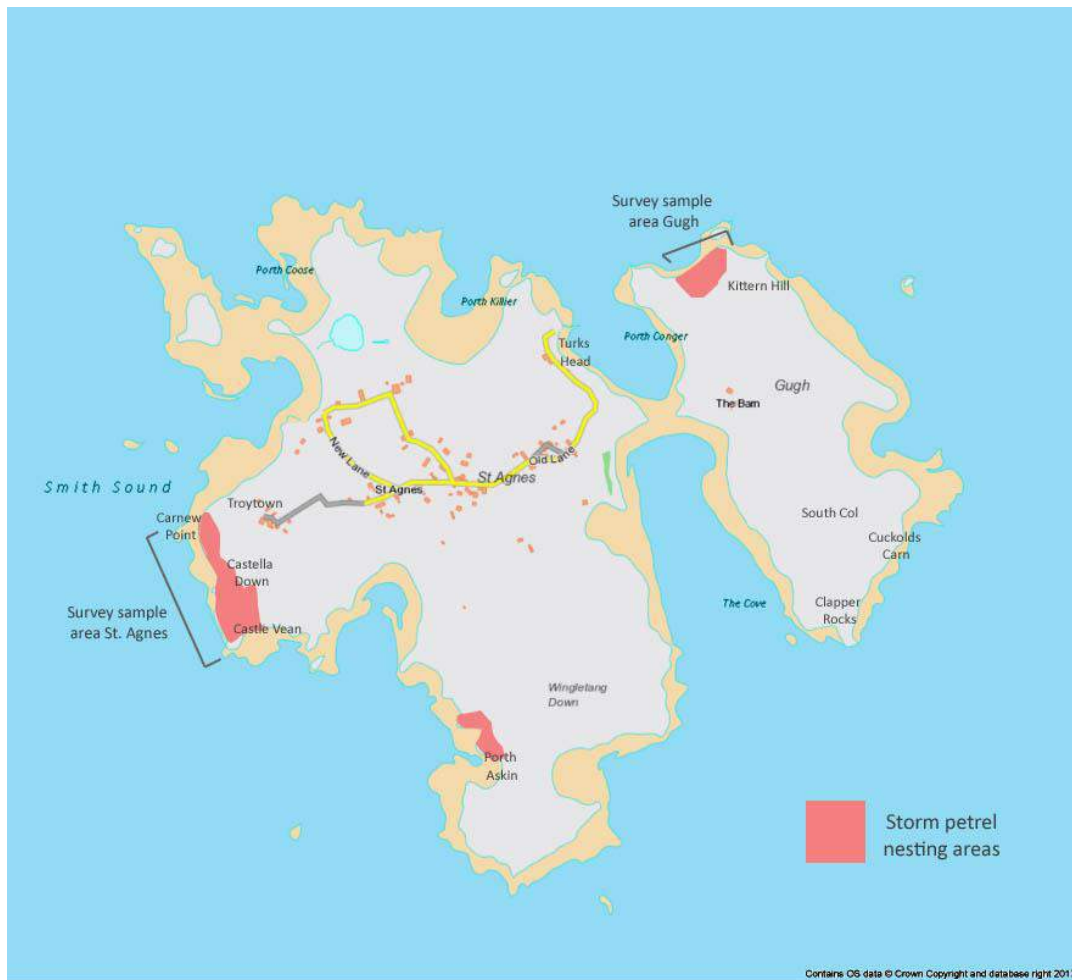 Survey sample
area Gugh
Porth Coose
Kittern Hill
Porth Killier
Porth Conger
Turks
Head
Gugh
The Barn
New Lane
Old Lane
St Agnes
St Agnes
Smith Sound
Troytown
South Col
Carnew
Point
Cuckolds
Carn
Castella
Down
The Cove
Clapper
Rocks
Survey sample
area St. Agnes
Castle Vean
Wingletang
Down
Porth
Askin
Storm petrel
nesting areas
Contains OS data © Crown Copyright and database right 201